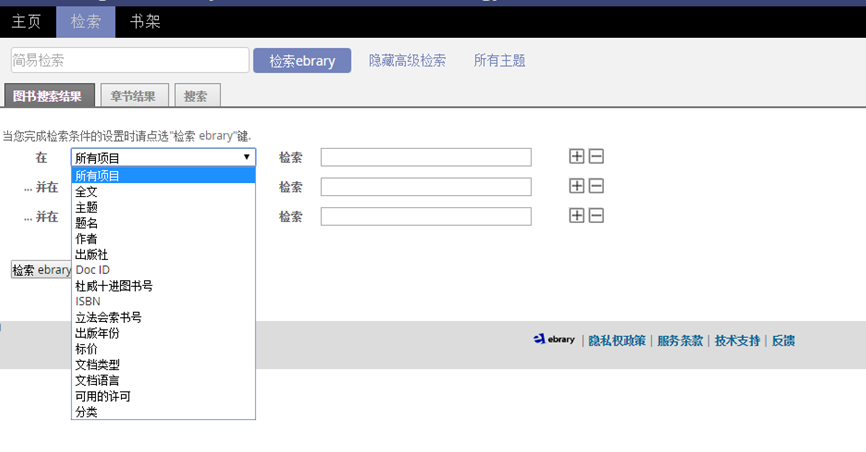 主页 检索 书架
简易检索 检索ebrary 隐藏高级检索 所有主题
图书搜索结果 章节结果 搜索
当您完成检索条件的设置时请点选"检索 ebrary"键.
在 所有项目 检索
所有项目
... 并在 检索
全文
主题
... 并在 检索
题名
作者
出版社
检索 ebrary
Doc ID
杜威十进图书号
ISBN
立法会索书号
出版年份
标价
文档类型
文档语言
可用的许可
分类
ebrary | 隐私权政策 | 服务条款 | 技术支持 | 反馈